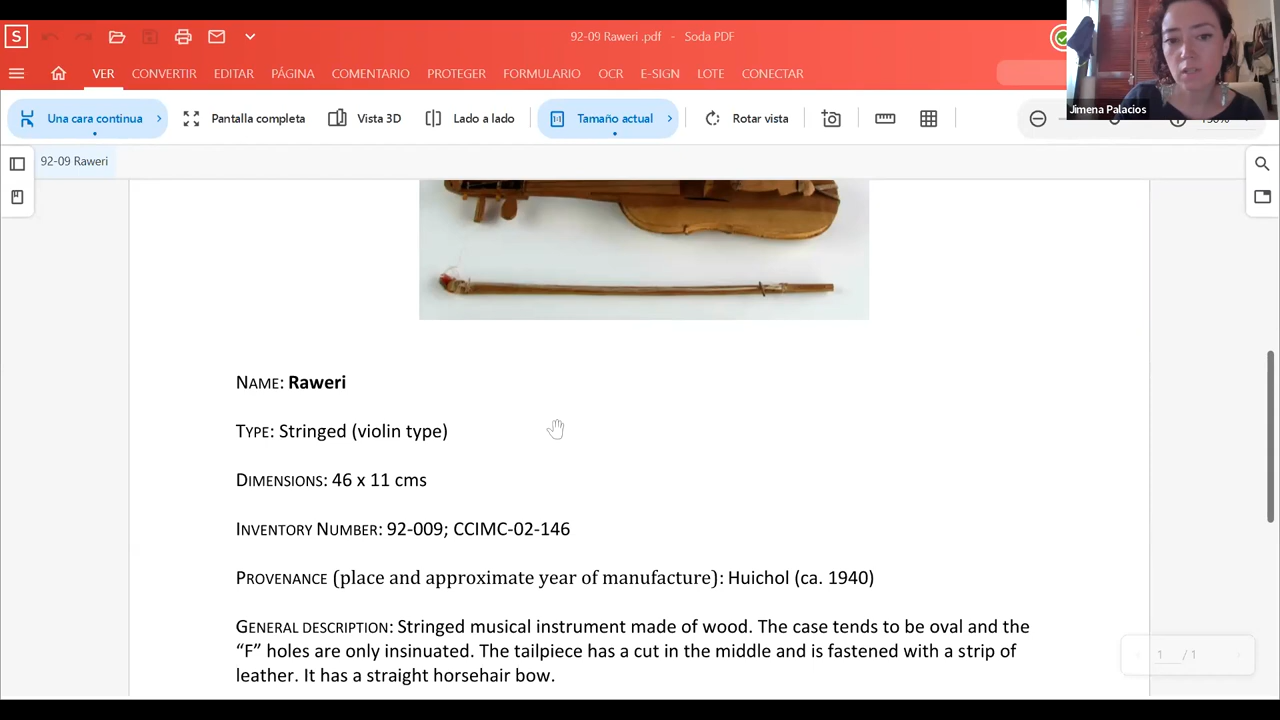 S
92-09 Raweri .pdf - Soda PDF
VER CONVERTIR EDITAR PÁGINA COMENTARIO PROTEGER FORMULARIO OCR E-SIGN LOTE CONECTAR
Jimena Palacios
Una cara continua Pantalla completa Vista 3D Lado a lado Tamaño actual Rotar vista
92-09 Raweri
NAME: Raweri
TYPE: Stringed (violin type)
DIMENSIONS: 46 x 11 cms
INVENTORY NUMBER: 92-009; CCIMC-02-146
PROVENANCE (place and approximate year of manufacture): Huichol (ca. 1940)
GENERAL DESCRIPTION: Stringed musical instrument made of wood. The case tends to be oval and the
“F” holes are only insinuated. The tailpiece has a cut in the middle and is fastened with a strip of
leather. It has a straight horsehair bow.
1 / 1